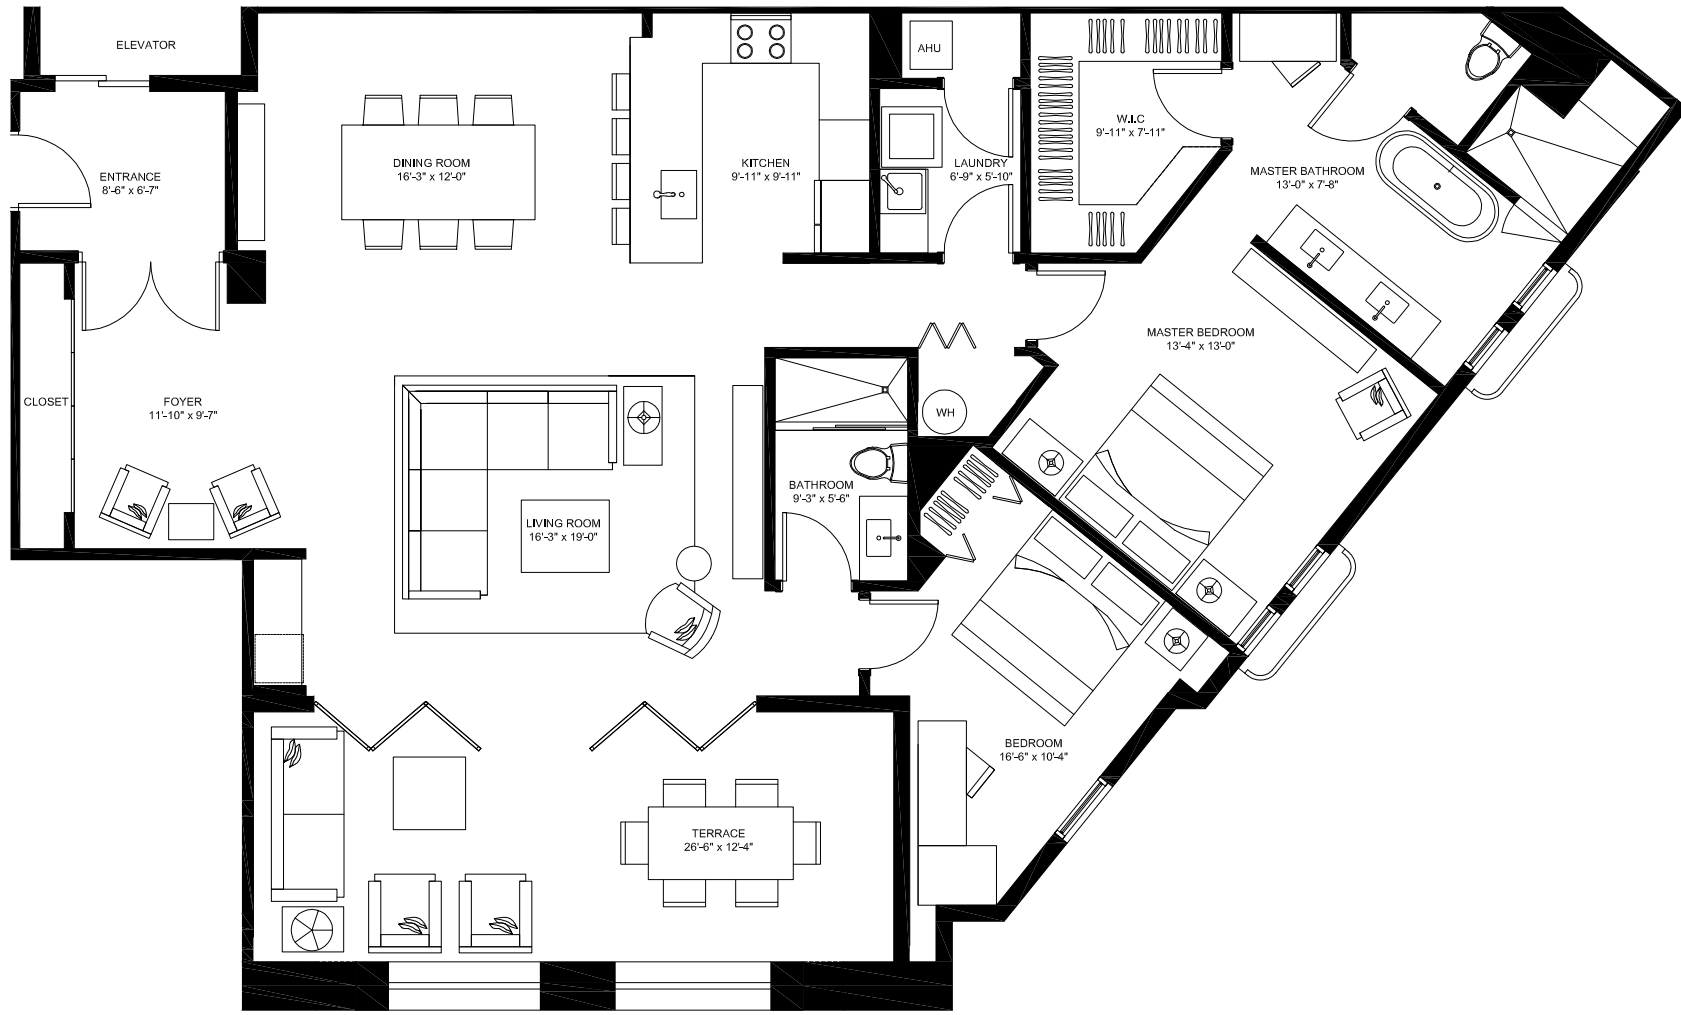 ELEVATOR
AHU
W.I.C
9'-11" x 7'-11"
ENTRANCE
8'-6" x 6'-7"
DINING ROOM
16'-3" x 12'-0"
KITCHEN
9'-11" x 9'-11"
LAUNDRY
6'-9" x 5'-10"
MASTER BATHROOM
13'-0" x 7'-8"
MASTER BEDROOM
13'-4" x 13'-0"
CLOSET
FOYER
11'-10" x 9'-7"
WH
BATHROOM
9'-3" x 5'-6"
LIVING ROOM
16'-3" x 19'-0"
BEDROOM
16'-6" x 10'-4"
TERRACE
26'-6" x 12'-4"